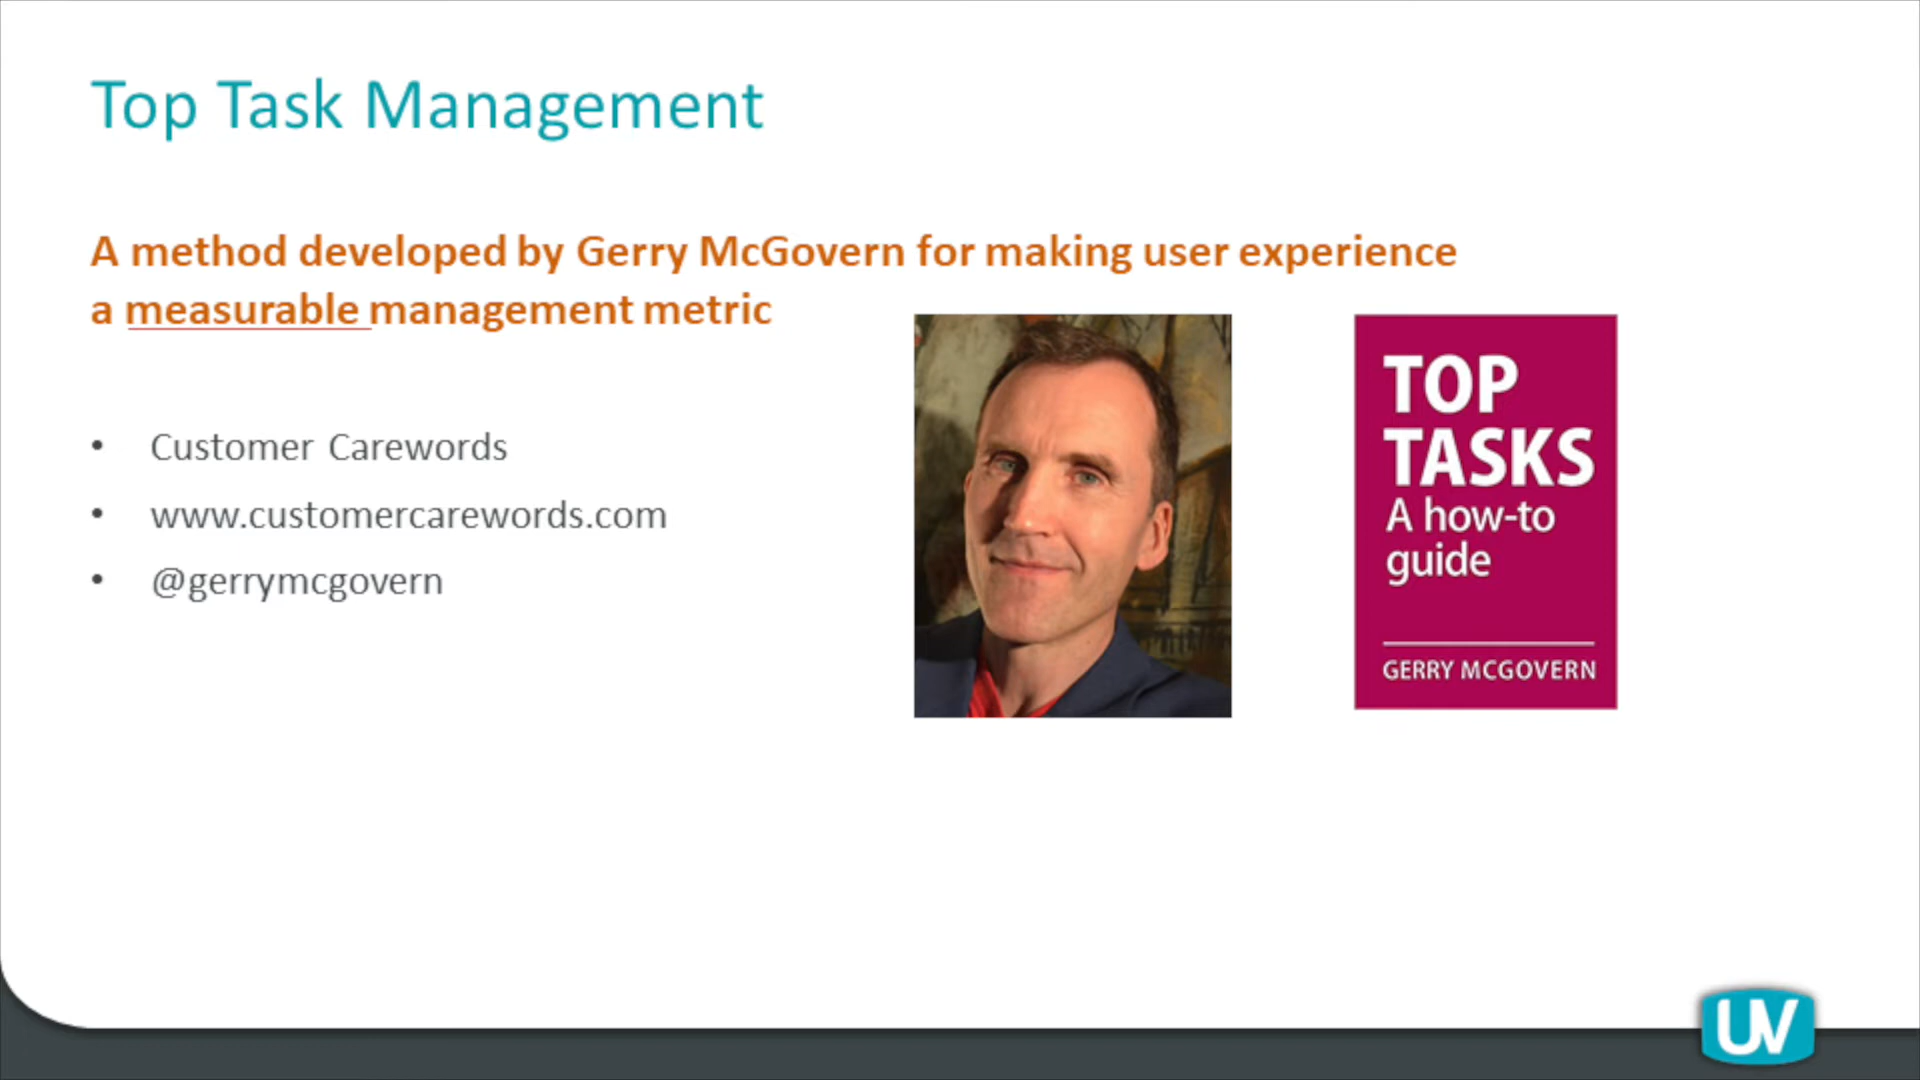 Top Task Management
A method developed by Gerry McGovern for making user experience
a measurable management metric
• Customer Carewords
• www.customercarewords.com
• @gerrymcgovern
TOP
TASKS
A how-to
guide
GERRY MCGOVERN
UV